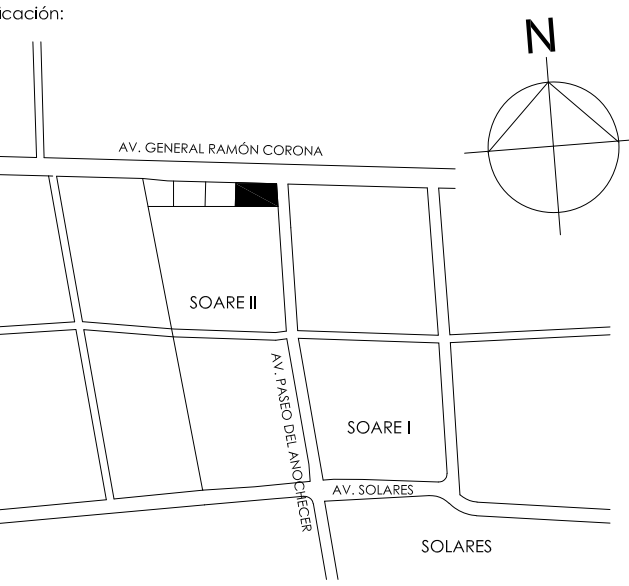 icación:
N
AV. GENERAL RAMÓN CORONA
SOARE II
AV. PASEO DEL ANOCHECER
SOARE I
AV. SOLARES
SOLARES